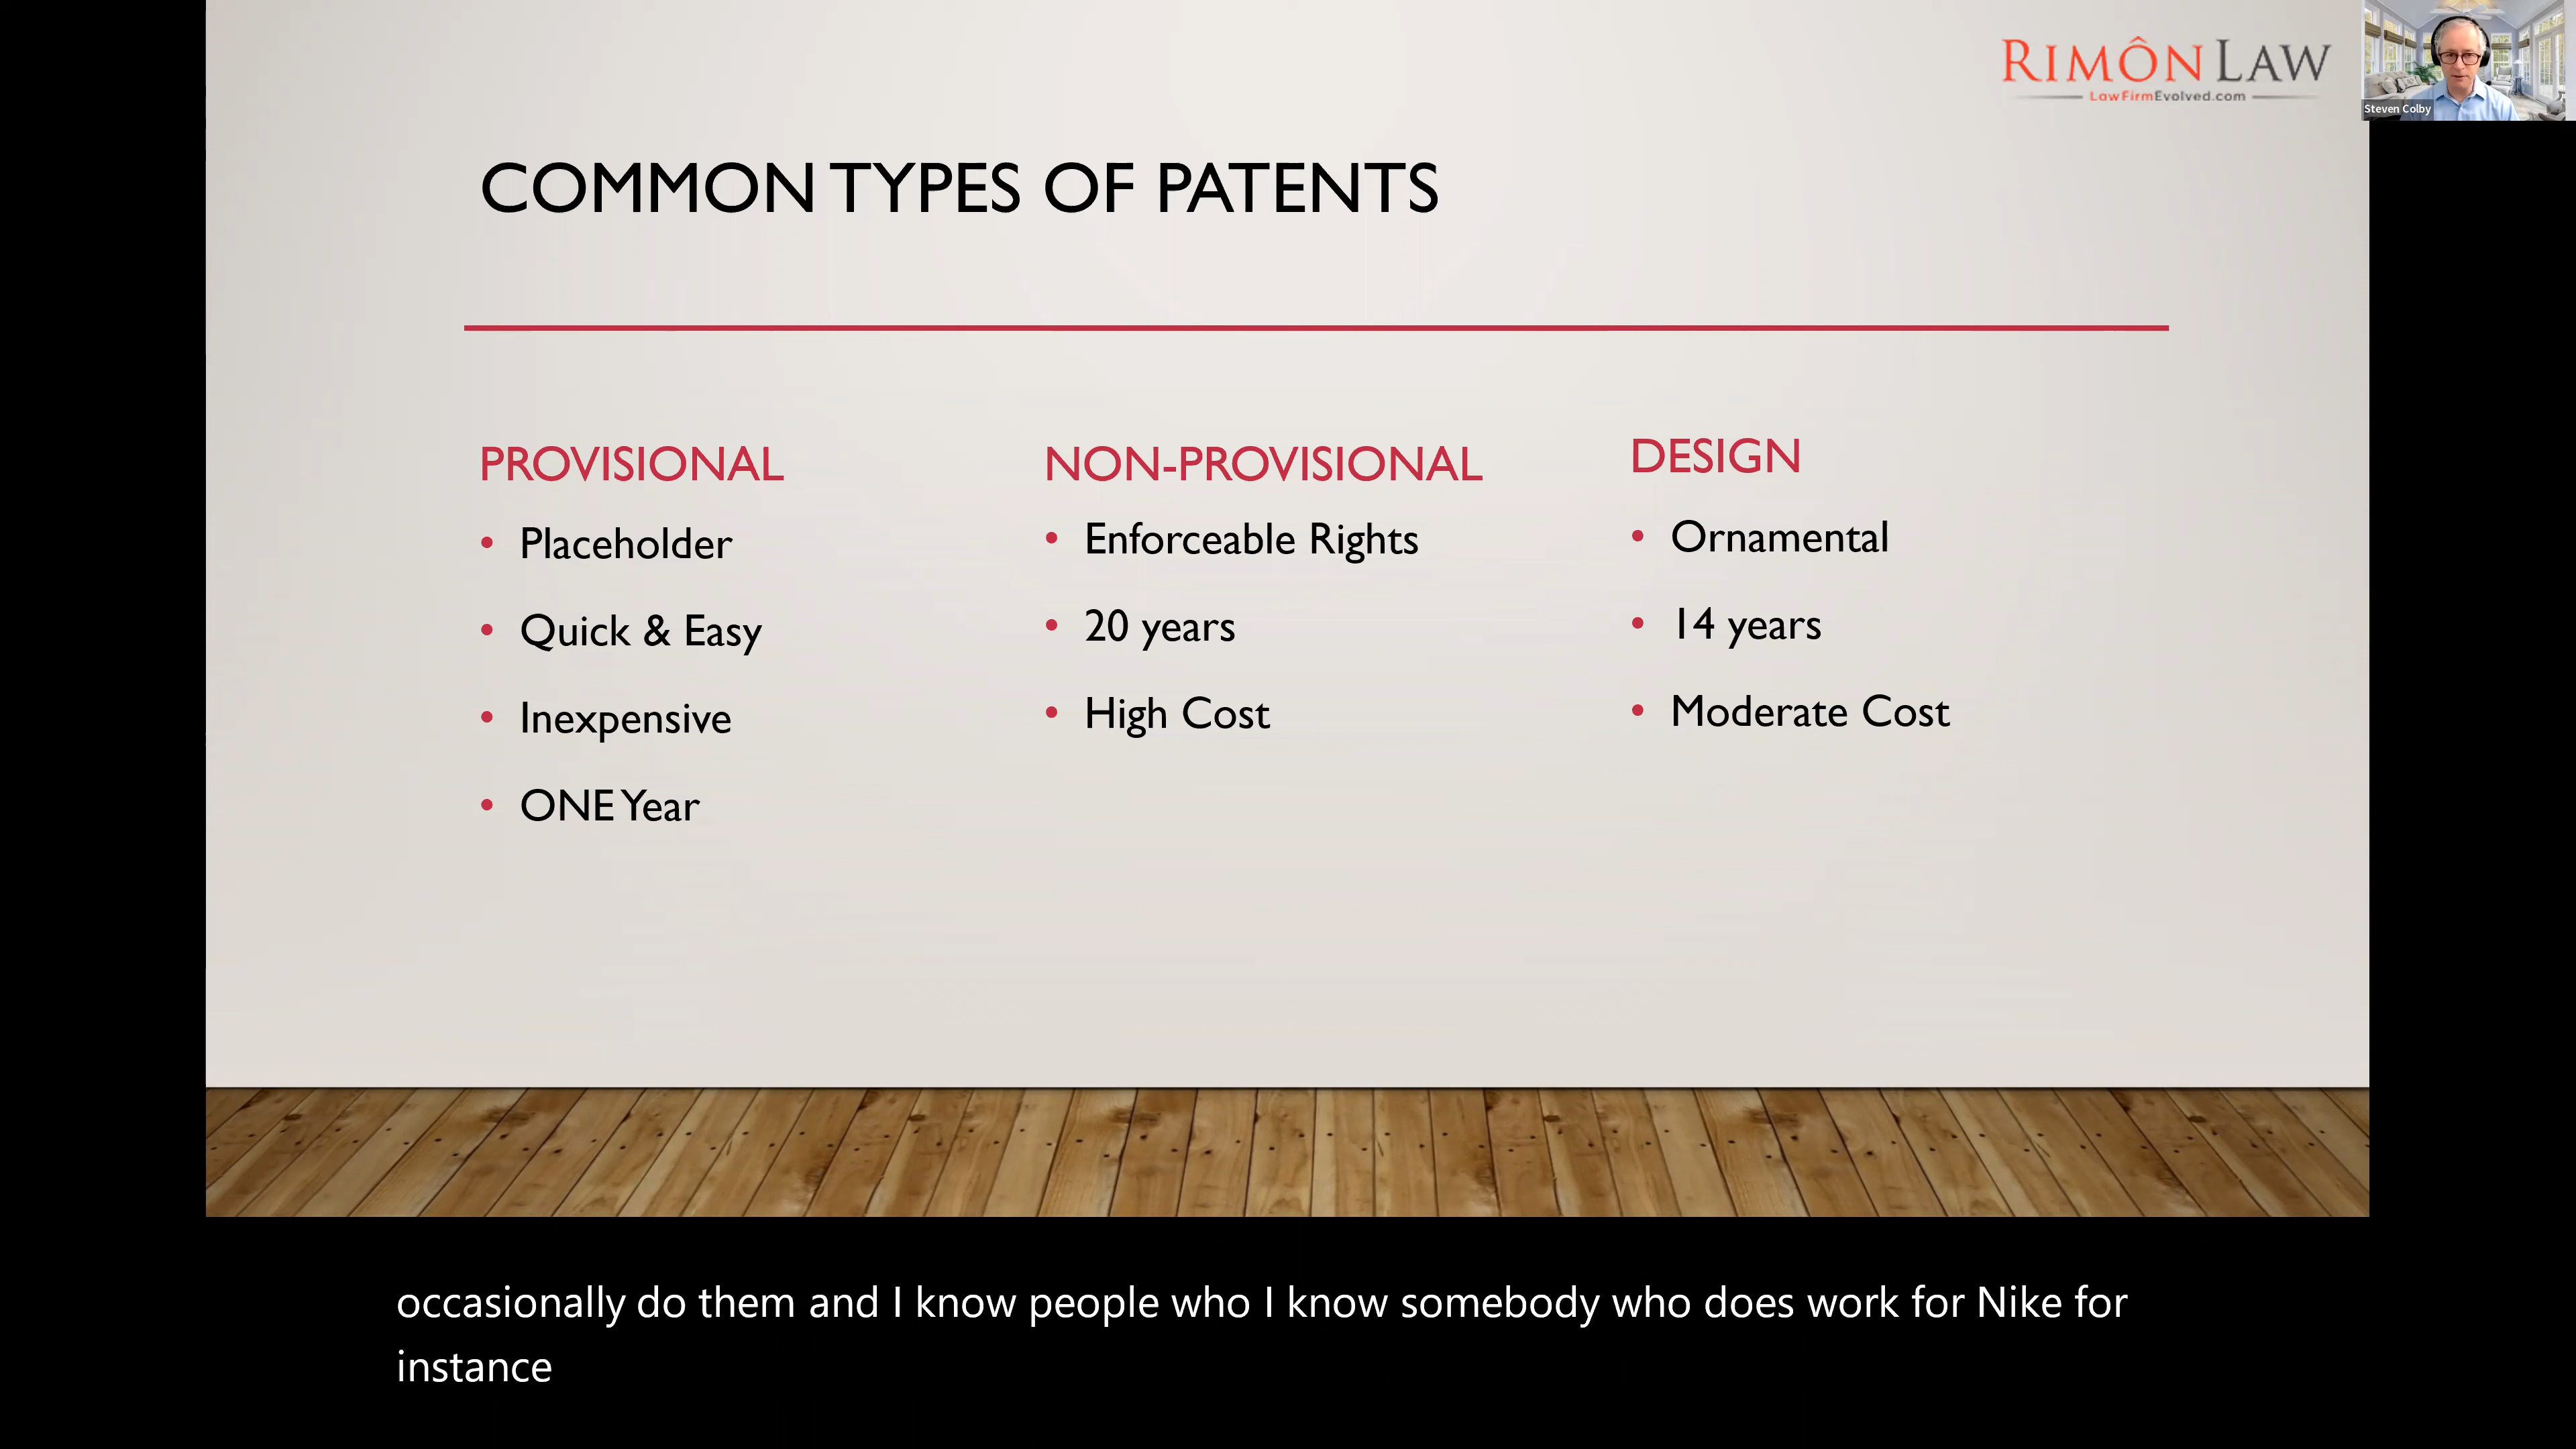 RIMÔN LAW
LawFirmEvolved.com
Steven Colby
COMMON TYPES OF PATENTS
PROVISIONAL
• Placeholder
• Quick & Easy
• Inexpensive
• ONE Year
NON-PROVISIONAL
• Enforceable Rights
• 20 years
• High Cost
DESIGN
• Ornamental
• 14 years
• Moderate Cost
occasionally do them and I know people who I know somebody who does work for Nike for
instance